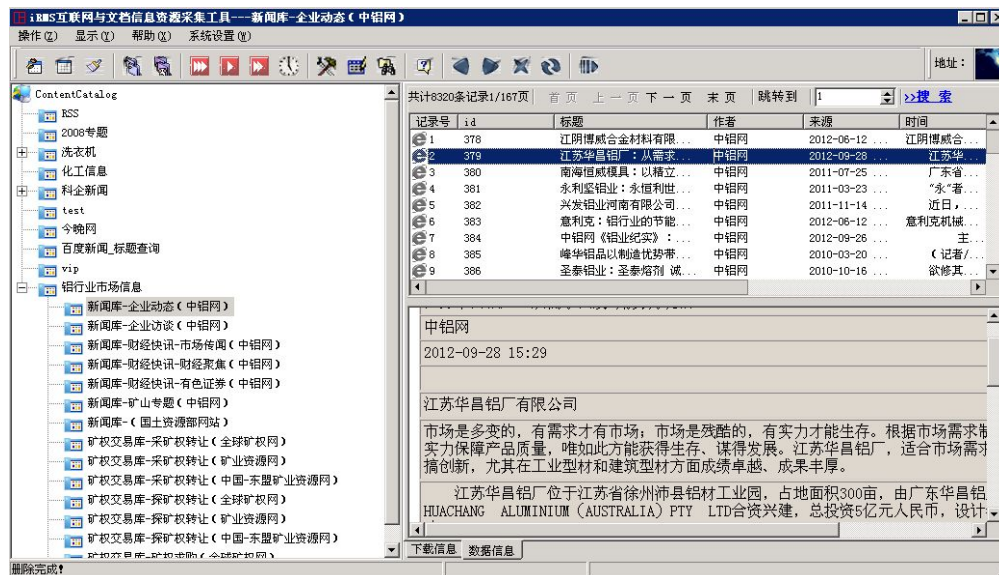 iRMS互联网与文档信息资源采集工具---新闻库-企业动态(中铝网)
操作(Z) 显示(Y) 帮助(X) 系统设置(W)
地址:
ContentCatalog
RSS
2008专题
洗衣机
化工信息
科企新闻
test
今晚网
百度新闻_标题查询
vip
铝行业市场信息
新闻库-企业动态(中铝网)
新闻库-企业访谈(中铝网)
新闻库-财经快讯-市场传闻(中铝网)
新闻库-财经快讯-财经聚焦(中铝网)
新闻库-财经快讯-有色证券(中铝网)
新闻库-矿山专题(中铝网)
新闻库-(国土资源部网站)
矿权交易库-采矿权转让(全球矿权网)
矿权交易库-采矿权转让(矿业资源网)
矿权交易库-采矿权转让(中国-东盟矿业资源网)
矿权交易库-探矿权转让(全球矿权网)
矿权交易库-探矿权转让(矿业资源网)
矿权交易库-探矿权转让(中国-东盟矿业资源网)
矿权交易库-矿权求购(全球矿权网)
共计8320条记录1/167页 首页 上一页 下一页 末页 跳转到 1 >>搜 索
记录号 id 标题 作者 来源 时间
1 378 江阴博威合金材料有限... 中铝网 2012-06-12 ... 江阴博威合...
2 379 江苏华昌铝厂:从需求... 中铝网 2012-09-28 ... 江苏华...
3 380 南海恒威模具:以精立... 中铝网 2011-07-25 ... 广东省...
4 381 永利坚铝业:永恒利世... 中铝网 2011-03-23 ... “永”者...
5 382 兴发铝业河南有限公司... 中铝网 2011-11-14 ... 近日,...
6 383 意利克:铝行业的节能... 中铝网 2012-06-12 ... 意利克机械...
7 384 中铝网《铝业纪实》:... 中铝网 2012-09-26 ... 主...
8 385 峰华铝品以制造优势带... 中铝网 2010-03-20 ... (记者/...
9 386 圣泰铝业:圣泰熔剂 诚... 中铝网 2010-10-16 ... 欲修其...
中铝网
2012-09-28 15:29
江苏华昌铝厂有限公司
市场是多变的,有需求才有市场;市场是残酷的,有实力才能生存。根据市场需求制
实力保障产品质量,唯如此方能获得生存、谋得发展。江苏华昌铝厂,适合市场需求
搞创新,尤其在工业型材和建筑型材方面成绩卓越、成果丰厚。
江苏华昌铝厂位于江苏省徐州沛县铝材工业园,占地面积300亩,由广东华昌铝
HUACHANG ALUMINIUM (AUSTRALIA) PTY LTD合资兴建,总投资5亿元人民币,设计
下载信息 数据信息
删除完成!